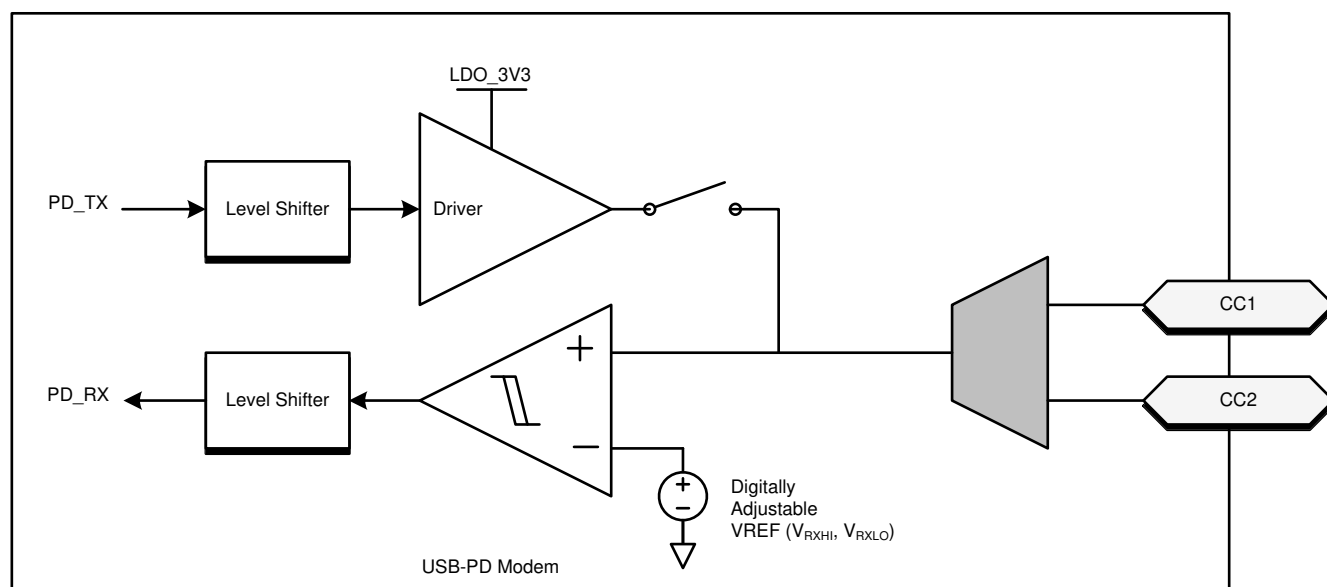 LDO_3V3
PD_TX
Level Shifter
Driver
CC1
PD_RX
Level Shifter
CC2
Digitally
Adjustable
VREF (VRXHI, VRXLO)
USB-PD Modem